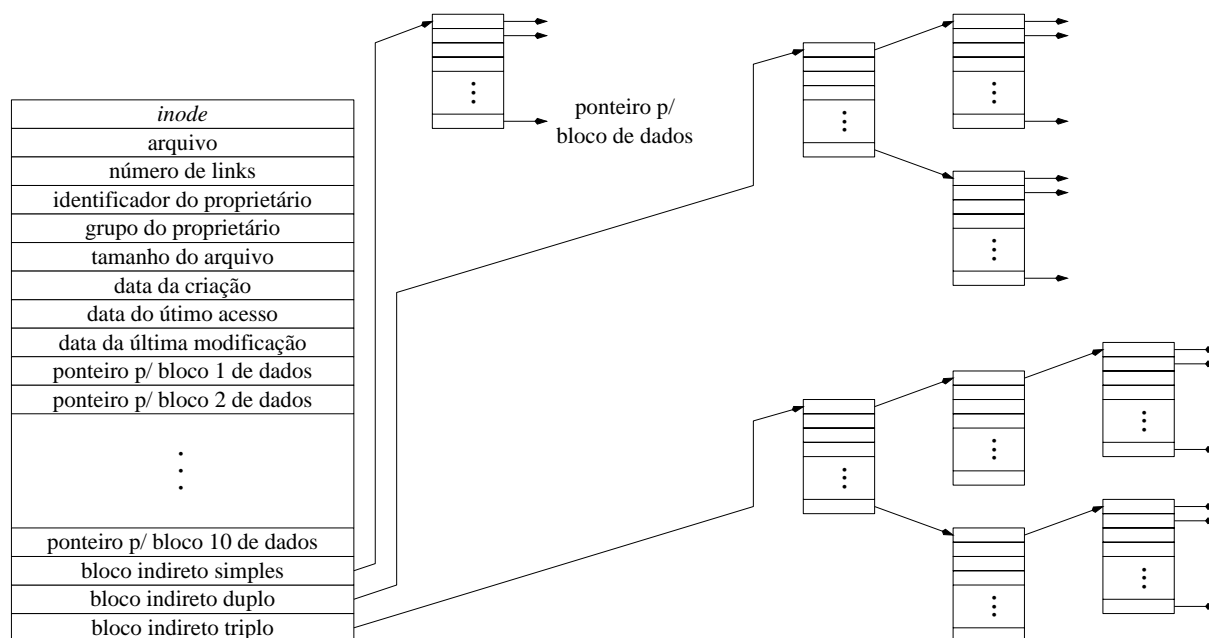 inode
arquivo
número de links
identificador do proprietário
grupo do proprietário
tamanho do arquivo
data da criação
data do útimo acesso
data da última modificação
ponteiro p/ bloco 1 de dados
ponteiro p/ bloco 2 de dados
ponteiro p/ bloco 10 de dados
bloco indireto simples
bloco indireto duplo
bloco indireto triplo
ponteiro p/
bloco de dados